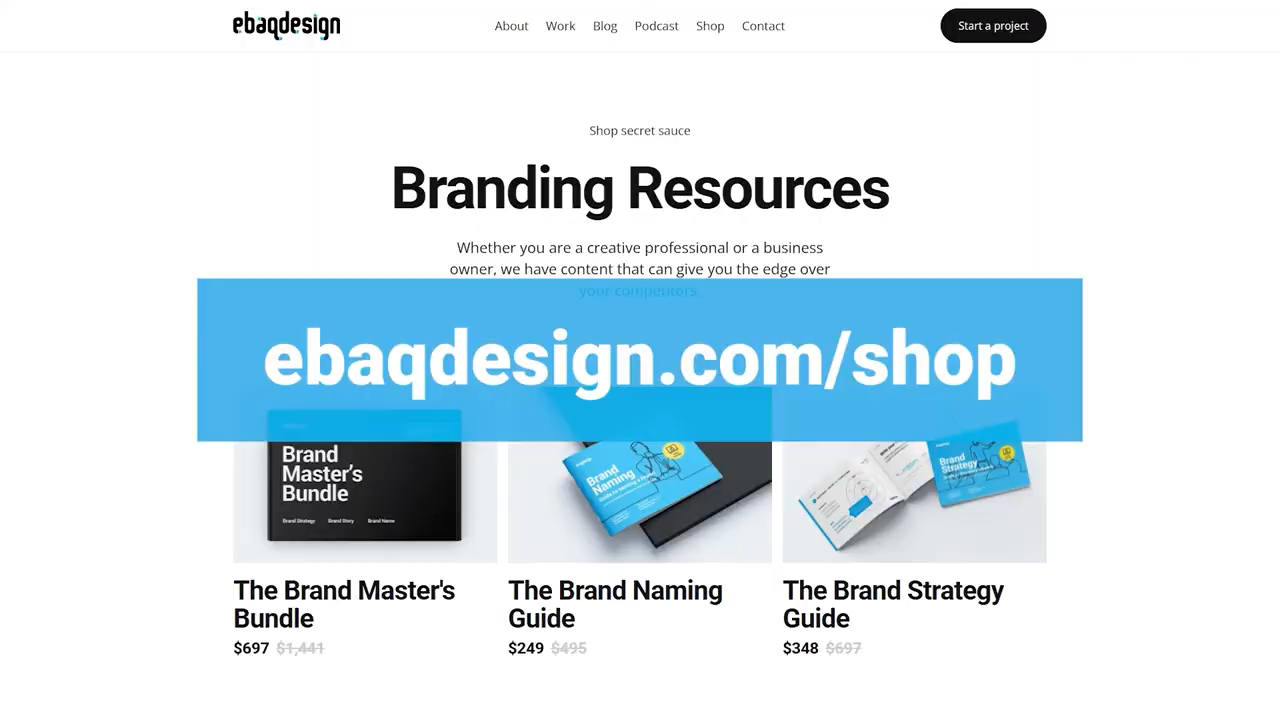 ebaqdesign
About Work Blog Podcast Shop Contact
Start a project
Shop secret sauce
Branding Resources
Whether you are a creative professional or a business
owner, we have content that can give you the edge over
your competitors.
ebaqdesign.com/shop
Brand
Master's
Bundle
Brand Strategy Brand Story Brand Name
Brand
Naming
Brand
Strategy
The Brand Master's
Bundle
$697 $1,441
The Brand Naming
Guide
$249 $495
The Brand Strategy
Guide
$348 $697